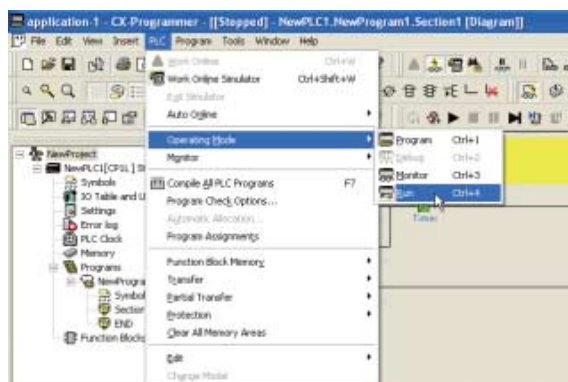 application-1 - CX-Programmer - [[Stopped] - NewPLC1.NewProgram1.Section1 [Diagram]]
File Edit View Insert PLC Program Tools Window Help
Work Online Ctrl+W
Work Online Simulator Ctrl+Shift+W
Exit Simulator
Auto Online
Operating Mode
Monitor
Program Ctrl+1
Debug Ctrl+2
Monitor Ctrl+3
Run Ctrl+4
Compile All PLC Programs F7
Program Check Options...
Automatic Allocation...
Program Assignments
Function Block Memory
Transfer
Partial Transfer
Protection
Clear All Memory Areas
Edit
Change Model
NewProject
NewPLC1[CP1L]
Symbols
IO Table and U
Settings
Error log
PLC Clock
Memory
Programs
NewProgra
Symbol
Section
END
Function Blocks
Timer